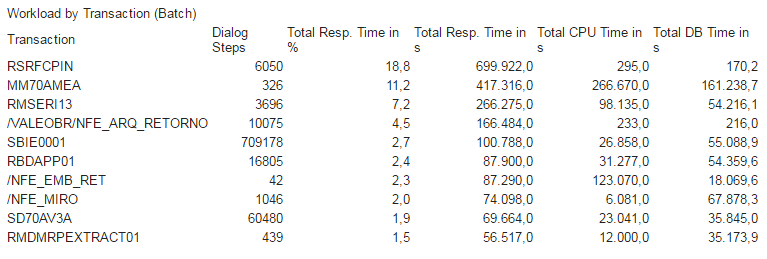 Workload by Transaction (Batch)
Transaction Dialog Steps Total Resp. Time in % Total Resp. Time in s Total CPU Time in s Total DB Time in s
RSRFCPIN 6050 18,8 699.922,0 295,0 170,2
MM70AMEA 326 11,2 417.316,0 266.670,0 161.238,7
RMSERI13 3696 7,2 266.275,0 98.135,0 54.216,1
/VALEOBR/NFE_ARQ_RETORNO 10075 4,5 166.484,0 233,0 216,0
SBIE0001 709178 2,7 100.788,0 26.858,0 55.088,9
RBDAPP01 16805 2,4 87.900,0 31.277,0 54.359,6
/NFE_EMB_RET 42 2,3 87.290,0 123.070,0 18.069,6
/NFE_MIRO 1046 2,0 74.098,0 6.081,0 67.878,3
SD70AV3A 60480 1,9 69.664,0 23.041,0 35.845,0
RMDMRPEXTRACT01 439 1,5 56.517,0 12.000,0 35.173,9